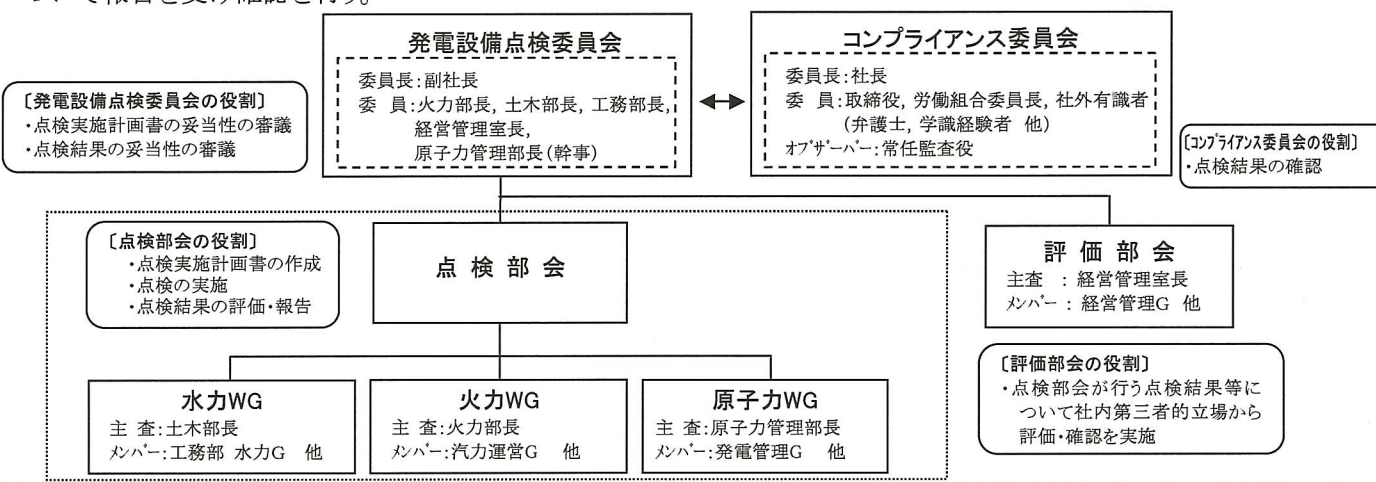 ついて報告を受け確認を行う。
発電設備点検委員会
委員長:副社長
委　員:火力部長, 土木部長, 工務部長,
経営管理室長,
原子力管理部長(幹事)
コンプライアンス委員会
委員長:社長
委　員:取締役, 労働組合委員長, 社外有識者
(弁護士, 学識経験者 他)
オブザーバー:常任監査役
〔発電設備点検委員会の役割〕
・点検実施計画書の妥当性の審議
・点検結果の妥当性の審議
〔コンプライアンス委員会の役割〕
・点検結果の確認
〔点検部会の役割〕
・点検実施計画書の作成
・点検の実施
・点検結果の評価・報告
点 検 部 会
評 価 部 会
主査　: 経営管理室長
メンバー : 経営管理G 他
〔評価部会の役割〕
・点検部会が行う点検結果等に
ついて社内第三者的立場から
評価・確認を実施
水力WG
主 査:土木部長
メンバー:工務部 水力G　他
火力WG
主 査:火力部長
メンバー:汽力運営G　他
原子力WG
主 査:原子力管理部長
メンバー:発電管理G　他